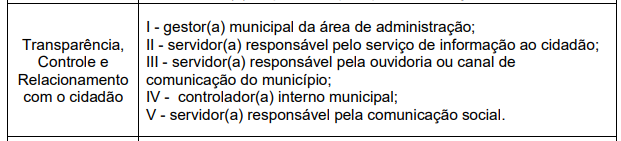 Transparência,
Controle e
Relacionamento
com o cidadão
I - gestor(a) municipal da área de administração;
II - servidor(a) responsável pelo serviço de informação ao cidadão;
III - servidor(a) responsável pela ouvidoria ou canal de
comunicação do município;
IV -  controlador(a) interno municipal;
V - servidor(a) responsável pela comunicação social.